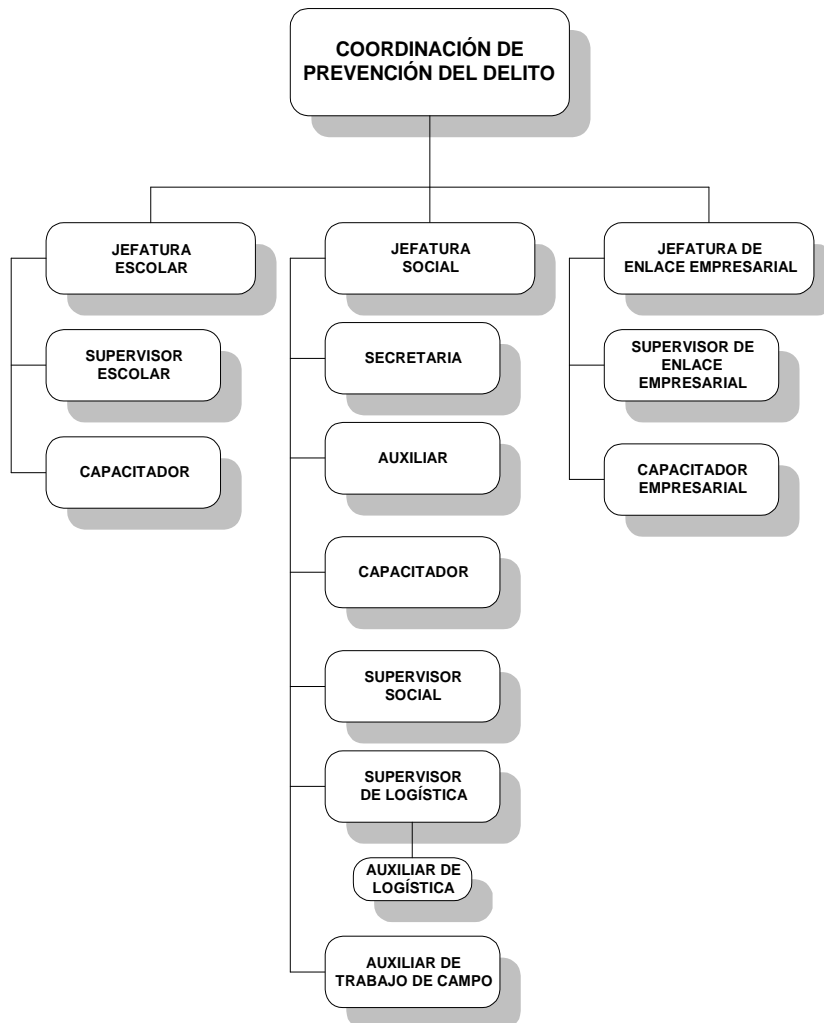 COORDINACIÓN DE
PREVENCIÓN DEL DELITO
JEFATURA
ESCOLAR
SUPERVISOR
ESCOLAR
CAPACITADOR
JEFATURA
SOCIAL
SECRETARIA
AUXILIAR
CAPACITADOR
SUPERVISOR
SOCIAL
SUPERVISOR
DE LOGÍSTICA
AUXILIAR DE
LOGÍSTICA
AUXILIAR DE
TRABAJO DE CAMPO
JEFATURA DE
ENLACE EMPRESARIAL
SUPERVISOR DE
ENLACE
EMPRESARIAL
CAPACITADOR
EMPRESARIAL